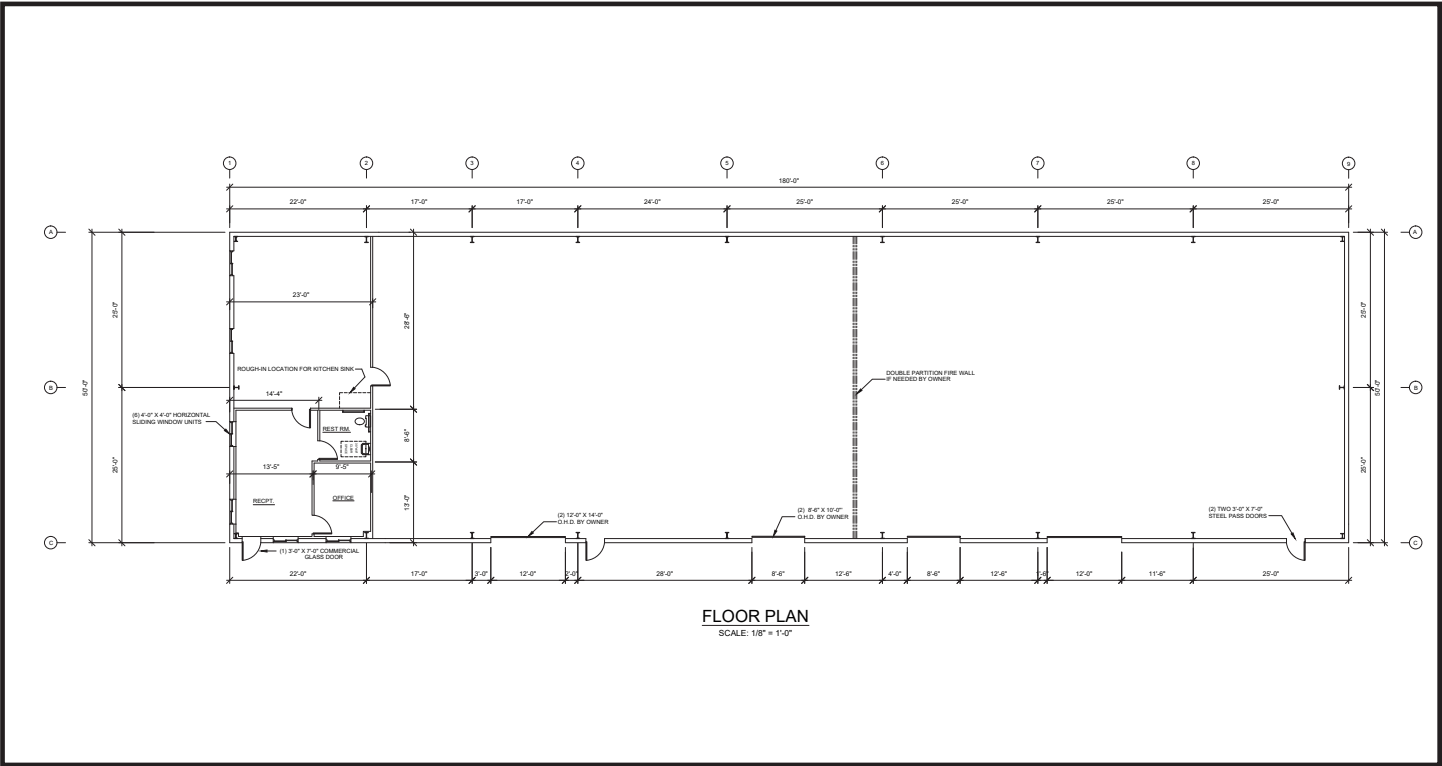 1 2 3 4 5 6 7 8 9
180'-0"
22'-0" 17'-0" 17'-0" 24'-0" 25'-0" 25'-0" 25'-0" 25'-0"
A A
23'-0"
25'-0" 28'-6" 25'-0"
ROUGH-IN LOCATION FOR KITCHEN SINK
DOUBLE PARTITION FIRE WALL
IF NEEDED BY OWNER
B B
50'-0" 50'-0"
14'-4"
(6) 4'-0" X 4'-0" HORIZONTAL
SLIDING WINDOW UNITS
REST RM.
8'-6"
25'-0" 25'-0"
13'-5" 9'-5"
RECPT. OFFICE
13'-0"
(2) 12'-0" X 14'-0"
O.H.D. BY OWNER
(2) 8'-6" X 10'-0"
O.H.D. BY OWNER
(2) TWO 3'-0" X 7'-0"
STEEL PASS DOORS
C C
(1) 3'-0" X 7'-0" COMMERCIAL
GLASS DOOR
22'-0" 17'-0" 3'-0" 12'-0" 2'-0" 28'-0" 8'-6" 12'-6" 4'-0" 8'-6" 12'-6" 12'-0" 11'-6" 25'-0"
FLOOR PLAN
SCALE: 1/8" = 1'-0"